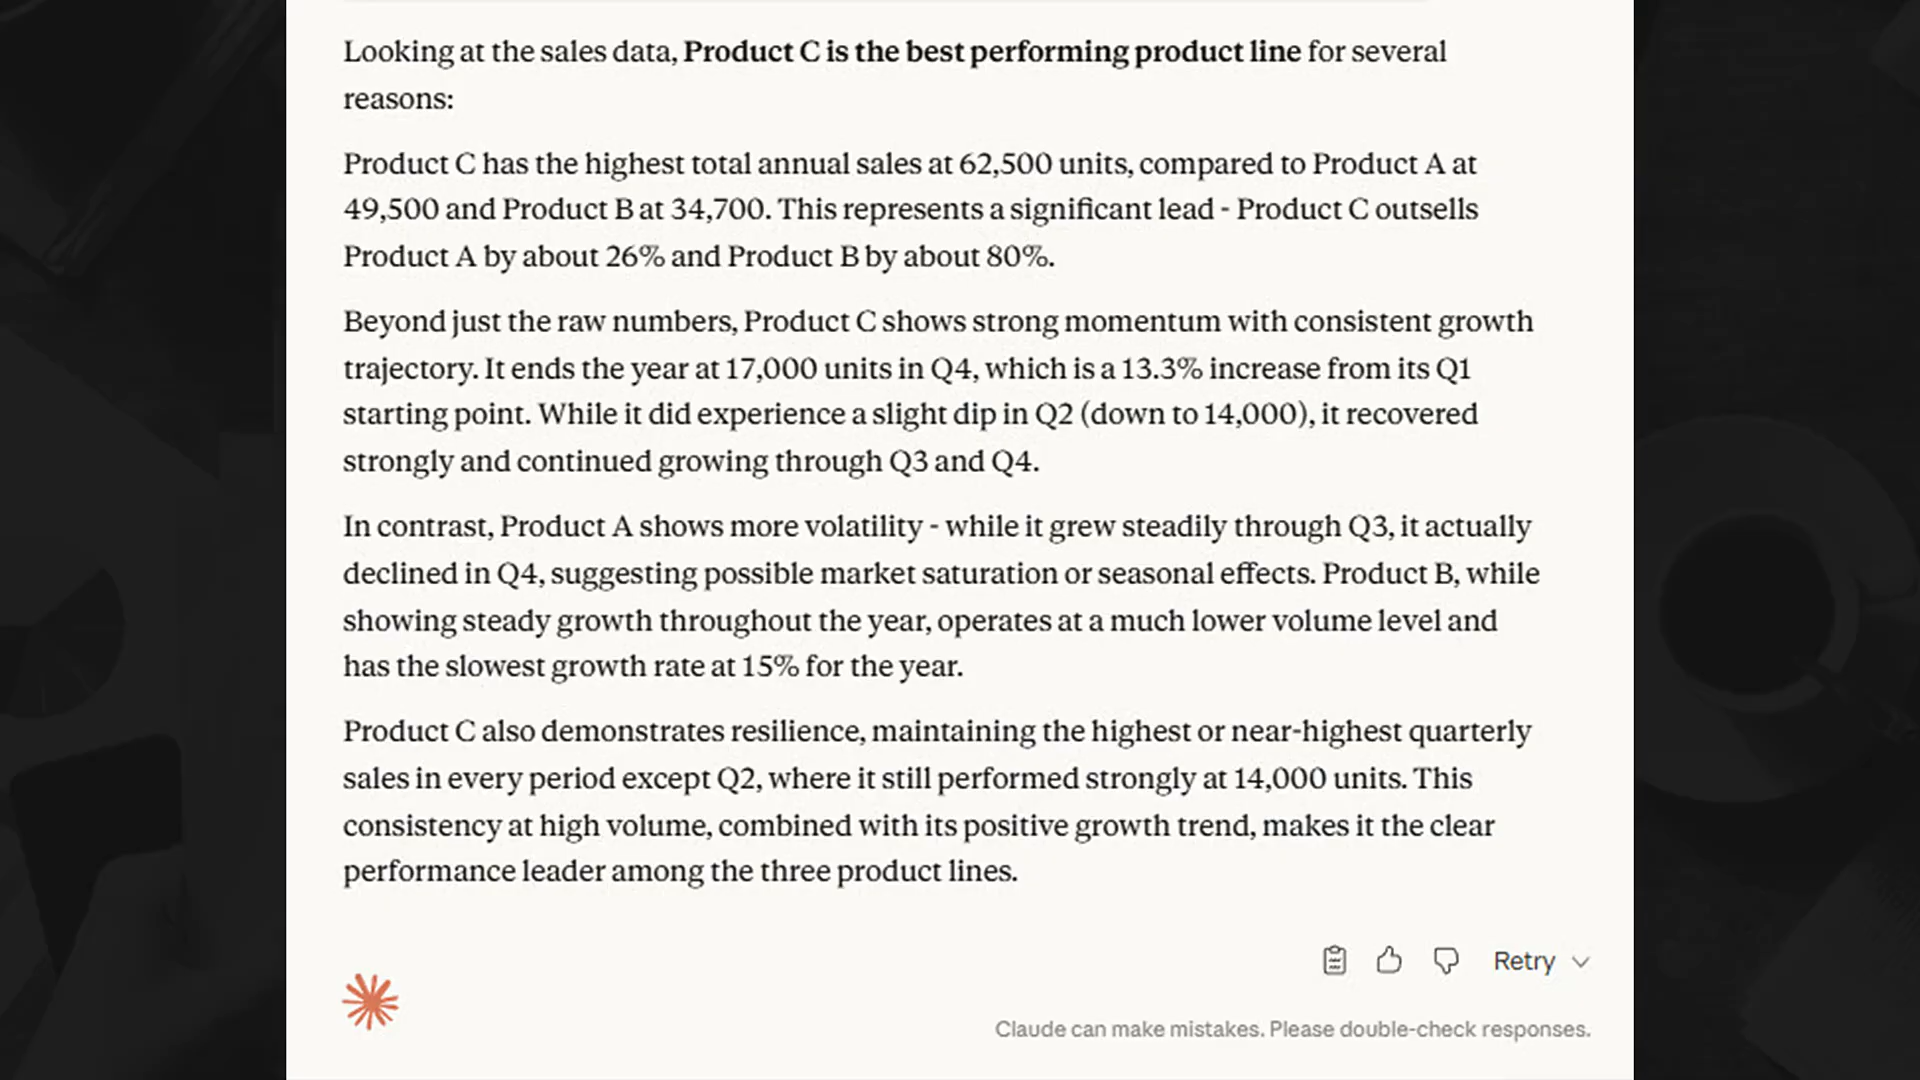 Looking at the sales data, Product C is the best performing product line for several
reasons:
Product C has the highest total annual sales at 62,500 units, compared to Product A at
49,500 and Product B at 34,700. This represents a significant lead - Product C outsells
Product A by about 26% and Product B by about 80%.
Beyond just the raw numbers, Product C shows strong momentum with consistent growth
trajectory. It ends the year at 17,000 units in Q4, which is a 13.3% increase from its Q1
starting point. While it did experience a slight dip in Q2 (down to 14,000), it recovered
strongly and continued growing through Q3 and Q4.
In contrast, Product A shows more volatility - while it grew steadily through Q3, it actually
declined in Q4, suggesting possible market saturation or seasonal effects. Product B, while
showing steady growth throughout the year, operates at a much lower volume level and
has the slowest growth rate at 15% for the year.
Product C also demonstrates resilience, maintaining the highest or near-highest quarterly
sales in every period except Q2, where it still performed strongly at 14,000 units. This
consistency at high volume, combined with its positive growth trend, makes it the clear
performance leader among the three product lines.
Retry
Claude can make mistakes. Please double-check responses.